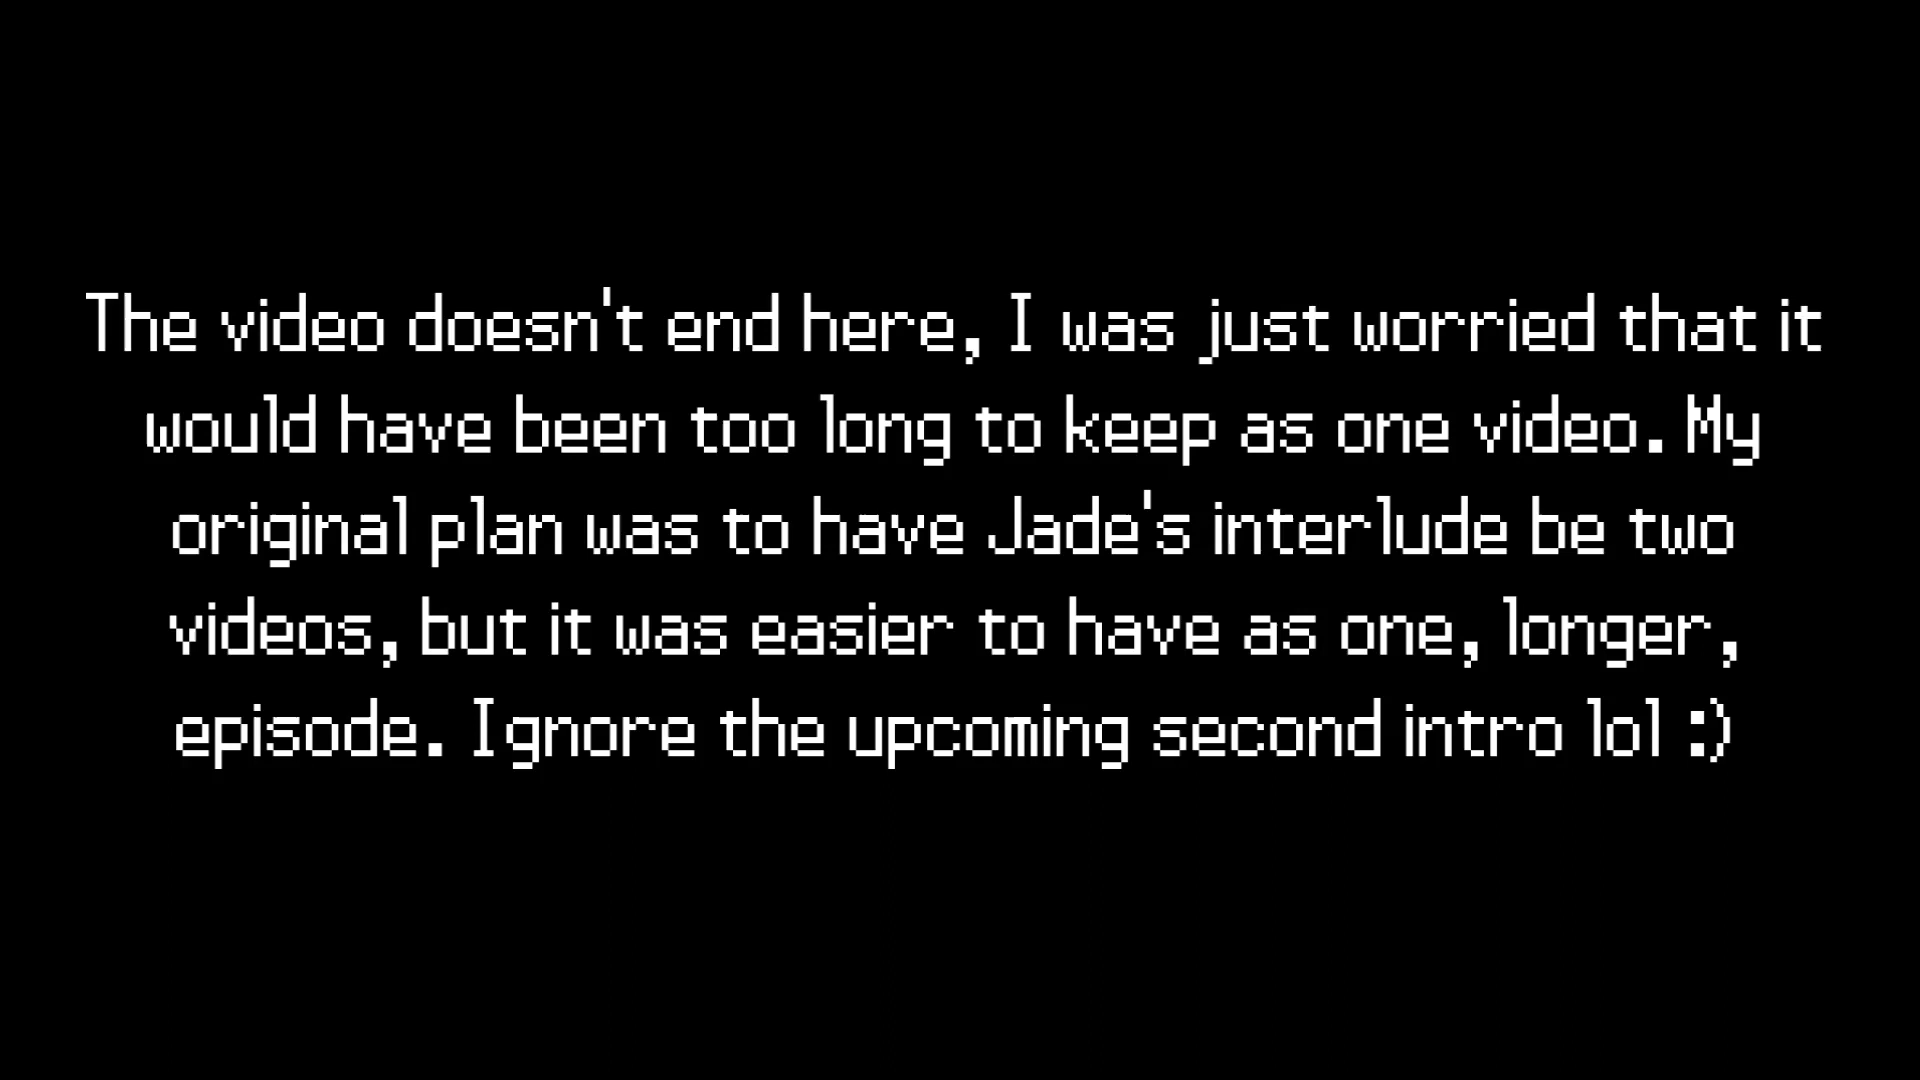 The video doesn't end here, I was just worried that it
would have been too long to keep as one video. My
original plan was to have Jade's interlude be two
videos, but it was easier to have as one, longer,
episode. Ignore the upcoming second intro lol :)